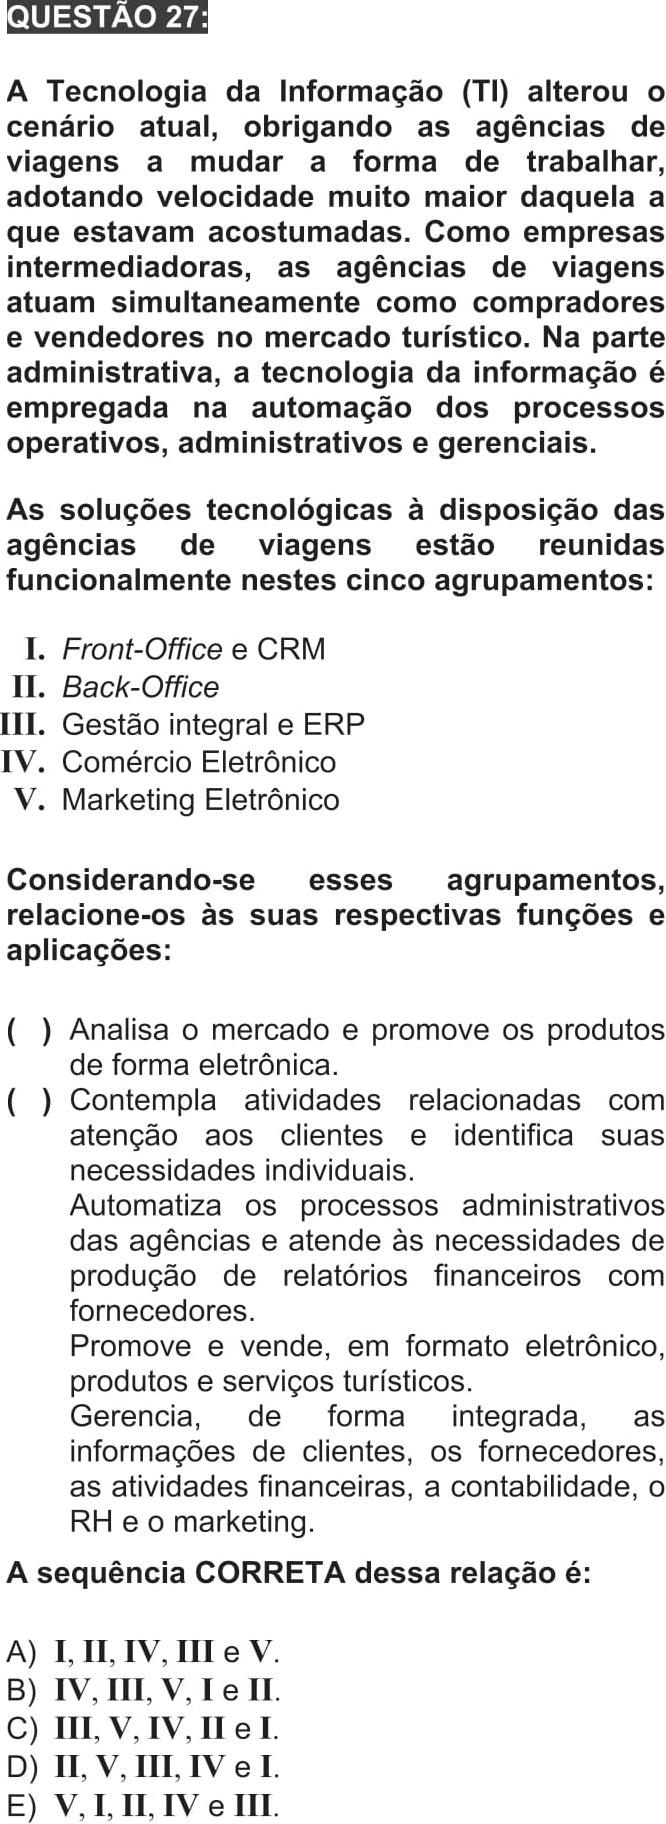 QUESTÃO 27:
A Tecnologia da Informação (TI) alterou o
cenário atual, obrigando as agências de
viagens a mudar a forma de trabalhar,
adotando velocidade muito maior daquela a
que estavam acostumadas. Como empresas
intermediadoras, as agências de viagens
atuam simultaneamente como compradores
e vendedores no mercado turístico. Na parte
administrativa, a tecnologia da informação é
empregada na automação dos processos
operativos, administrativos e gerenciais.
As soluções tecnológicas à disposição das
agências de viagens estão reunidas
funcionalmente nestes cinco agrupamentos:
I. Front-Office e CRM
II. Back-Office
III. Gestão integral e ERP
IV. Comércio Eletrônico
V. Marketing Eletrônico
Considerando-se esses agrupamentos,
relacione-os às suas respectivas funções e
aplicações:
( ) Analisa o mercado e promove os produtos
de forma eletrônica.
( ) Contempla atividades relacionadas com
atenção aos clientes e identifica suas
necessidades individuais.
Automatiza os processos administrativos
das agências e atende às necessidades de
produção de relatórios financeiros com
fornecedores.
Promove e vende, em formato eletrônico,
produtos e serviços turísticos.
Gerencia, de forma integrada, as
informações de clientes, os fornecedores,
as atividades financeiras, a contabilidade, o
RH e o marketing.
A sequência CORRETA dessa relação é:
A) I, II, IV, III e V.
B) IV, III, V, I e II.
C) III, V, IV, II e I.
D) II, V, III, IV e I.
E) V, I, II, IV e III.